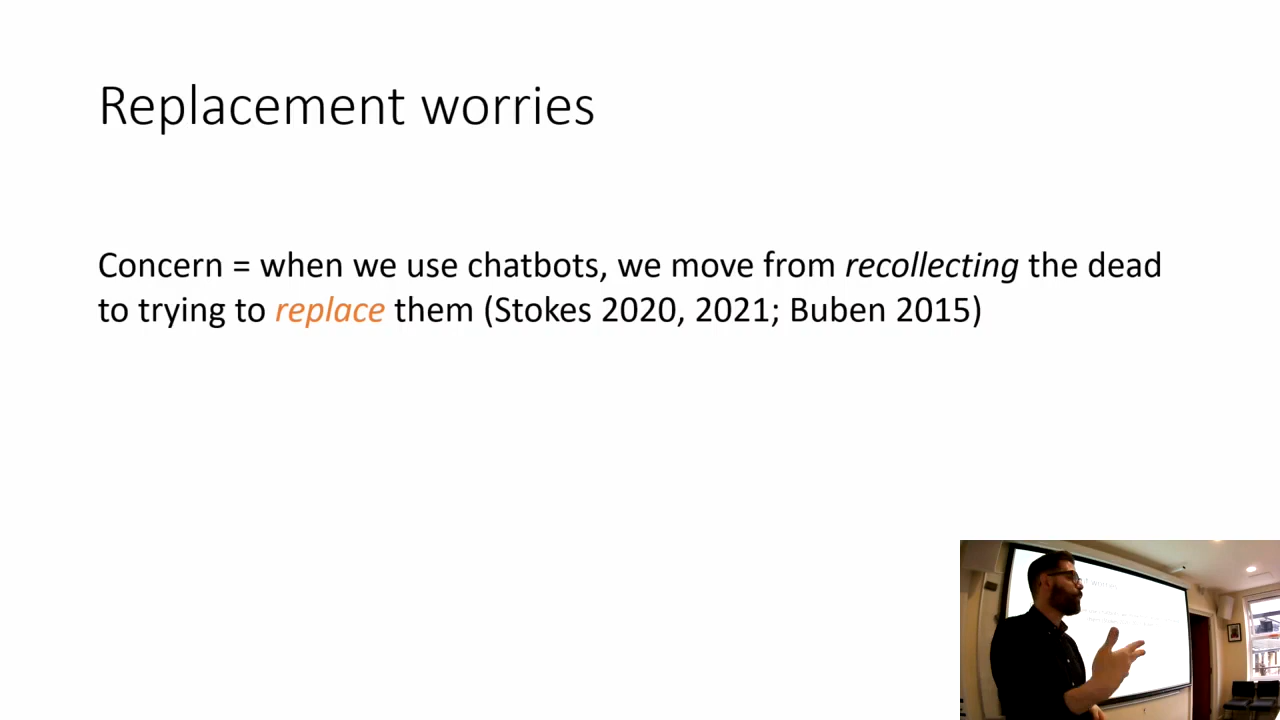 Replacement worries
Concern = when we use chatbots, we move from recollecting the dead
to trying to replace them (Stokes 2020, 2021; Buben 2015)